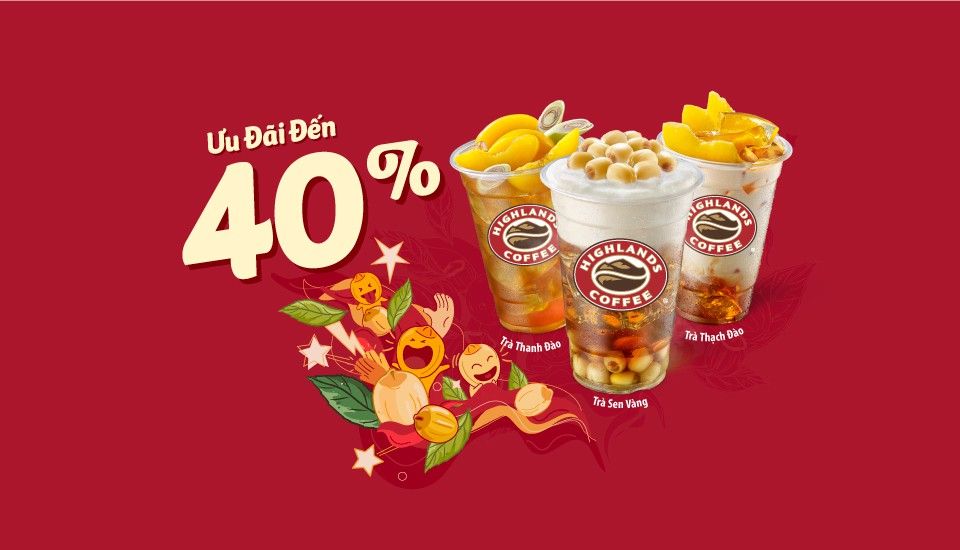 Ưu Đãi Đến
40%
HIGHLANDS
COFFEE
HIGHLANDS
COFFEE
HIGHLANDS
COFFEE
Trà Thanh Đào
Trà Sen Vàng
Trà Thạch Đào